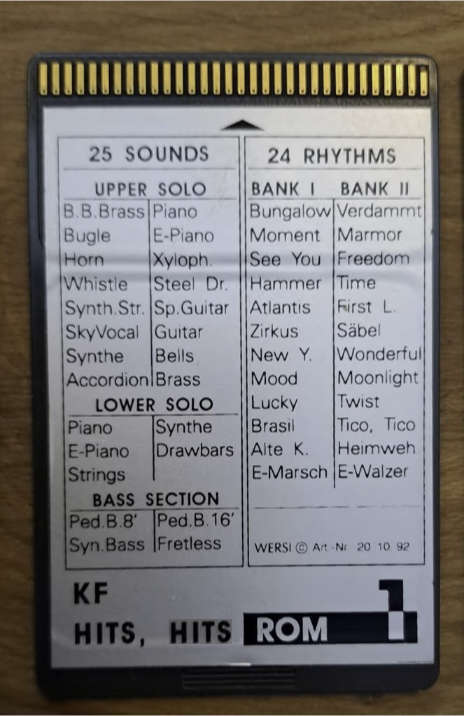 25 SOUNDS
UPPER SOLO
B.B.Brass Piano
Bugle E-Piano
Horn Xyloph.
Whistle Steel Dr.
Synth.Str. Sp.Guitar
SkyVocal Guitar
Synthe Bells
Accordion Brass
LOWER SOLO
Piano Synthe
E-Piano Drawbars
Strings
BASS SECTION
Ped.B.8' Ped.B.16'
Syn.Bass Fretless
24 RHYTHMS
BANK I BANK II
Bungalow Verdammt
Moment Marmor
See You Freedom
Hammer Time
Atlantis First L.
Zirkus Säbel
New Y. Wonderful
Mood Moonlight
Lucky Twist
Brasil Tico, Tico
Alte K. Heimweh
E-Marsch E-Walzer
WERSI © Art.-Nr. 20 10 92
KF
HITS, HITS ROM 1